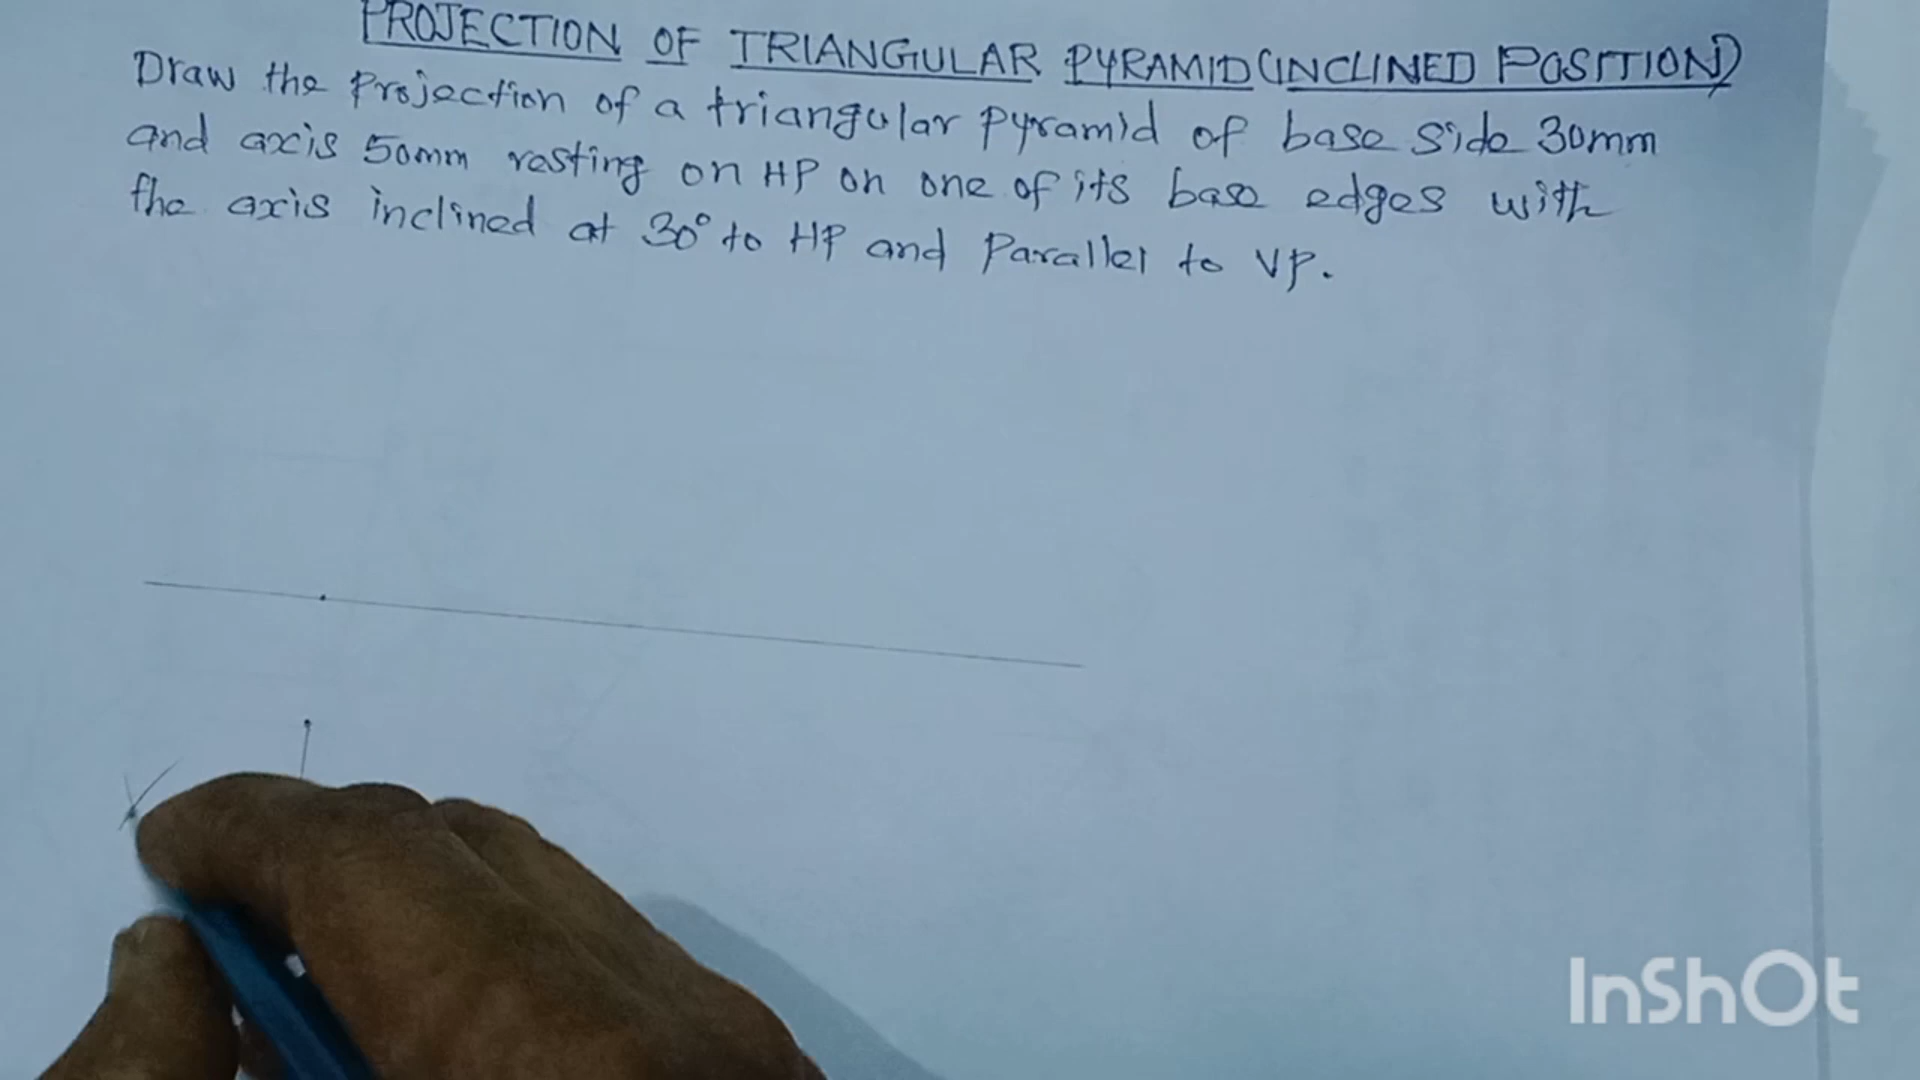 PROJECTION OF TRIANGULAR PYRAMID (INCLINED POSITION)
Draw the projection of a triangular pyramid of base side 30mm
and axis 50mm resting on HP on one of its base edges with
the axis inclined at 30° to HP and parallel to VP.
InShOt